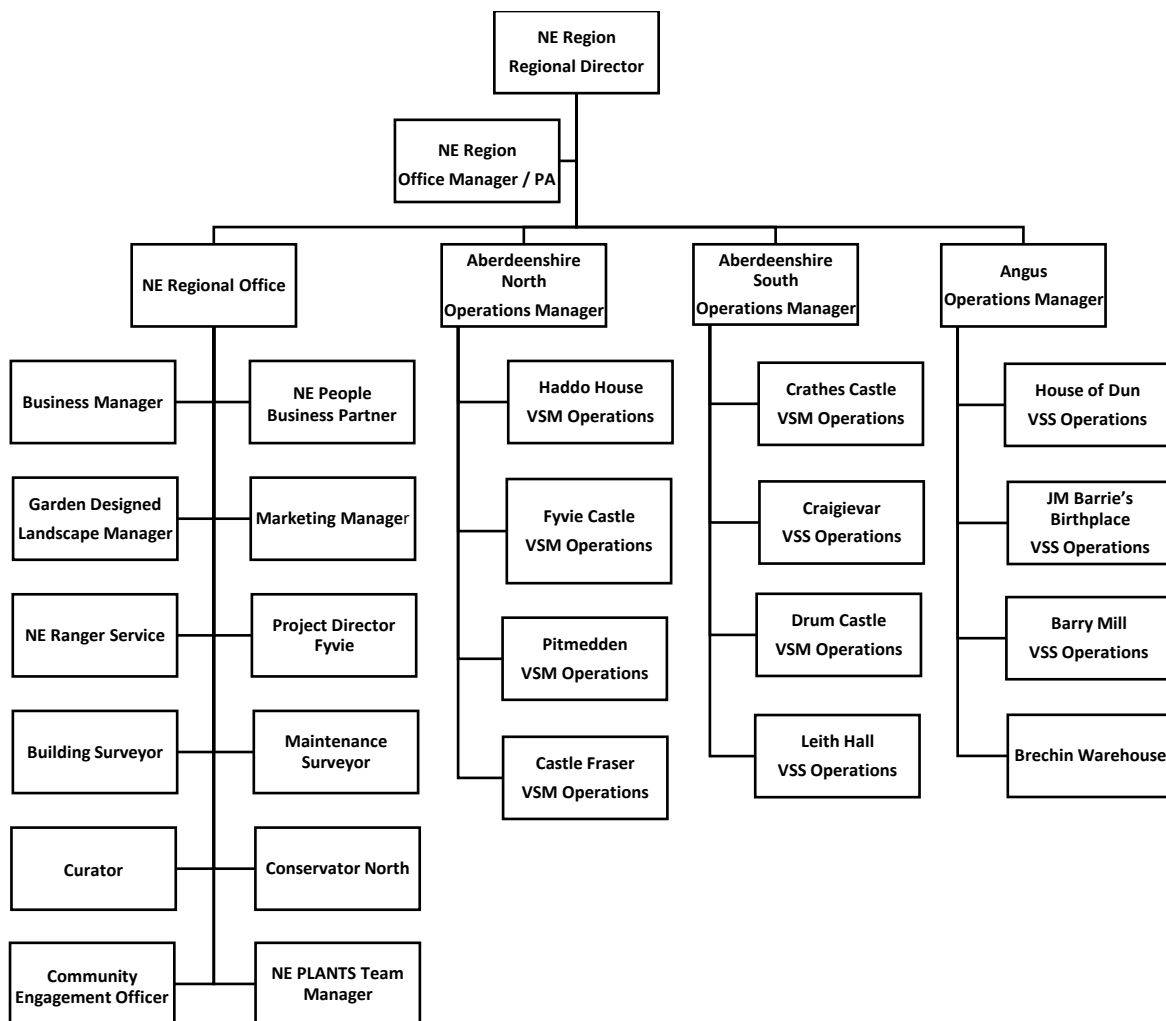 NE Region
Regional Director
NE Region
Office Manager / PA
NE Regional Office
Aberdeenshire
North
Operations Manager
Aberdeenshire
South
Operations Manager
Angus
Operations Manager
Business Manager
NE People
Business Partner
Haddo House
VSM Operations
Crathes Castle
VSM Operations
House of Dun
VSS Operations
Garden Designed
Landscape Manager
Marketing Manager
Fyvie Castle
VSM Operations
Craigievar
VSS Operations
JM Barrie’s
Birthplace
VSS Operations
NE Ranger Service
Project Director
Fyvie
Pitmedden
VSM Operations
Drum Castle
VSM Operations
Barry Mill
VSS Operations
Building Surveyor
Maintenance
Surveyor
Castle Fraser
VSM Operations
Leith Hall
VSS Operations
Brechin Warehouse
Curator
Conservator North
Community
Engagement Officer
NE PLANTS Team
Manager